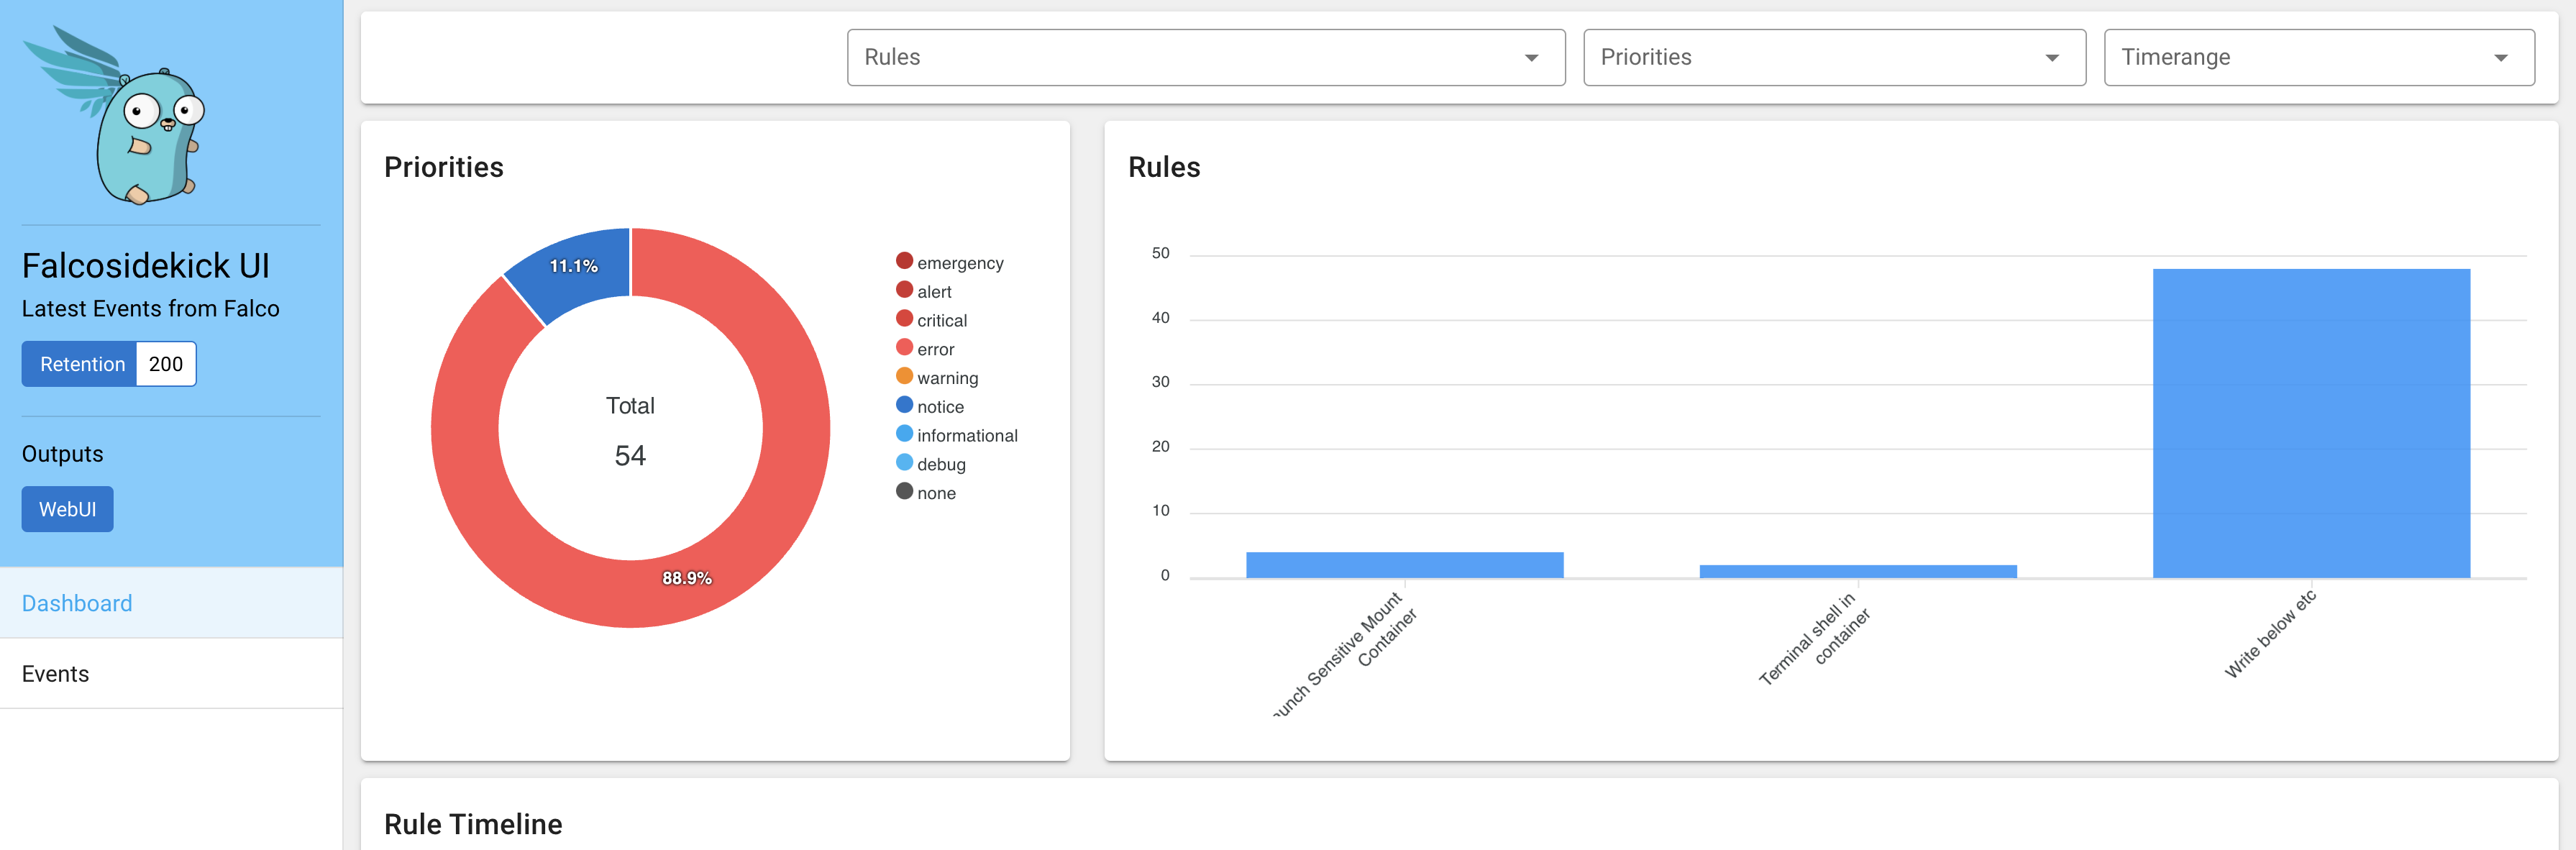 Falcosidekick UI
Latest Events from Falco
Retention 200
Outputs
WebUI
Dashboard
Events
Rules
Priorities
Timerange
Priorities
11.1%
88.9%
Total
54
emergency
alert
critical
error
warning
notice
informational
debug
none
Rules
50
40
30
20
10
0
Sensitive Mount
Container
Terminal shell in
container
Write below etc
Rule Timeline